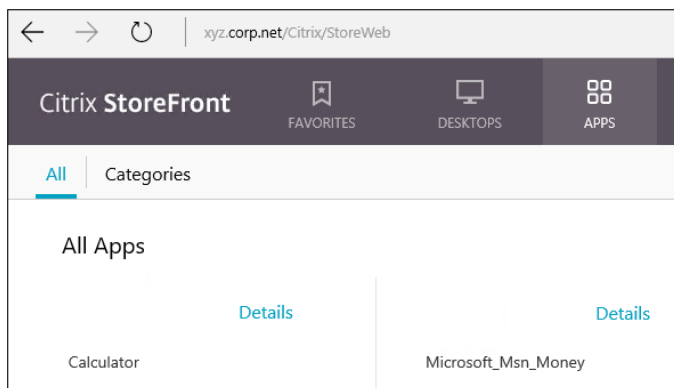 xyz.corp.net/Citrix/StoreWeb
Citrix StoreFront
FAVORITES
DESKTOPS
APPS
All
Categories
All Apps
Details
Details
Calculator
Microsoft_Msn_Money